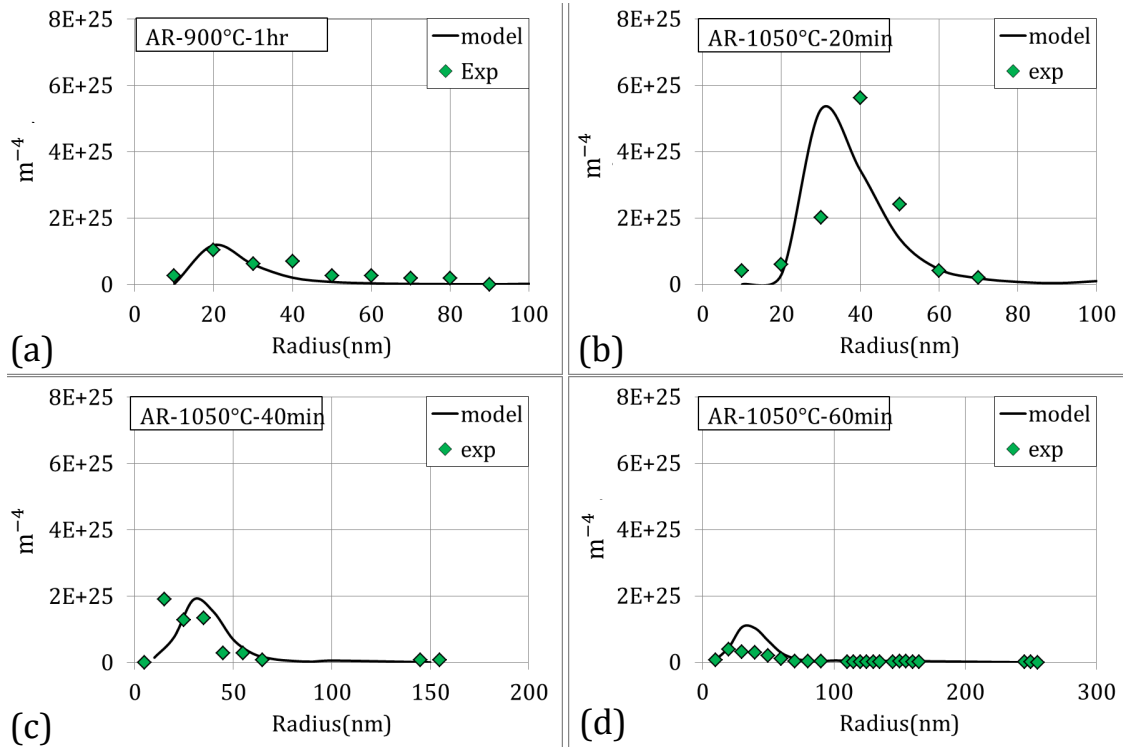 AR-900°C-1hr
model
Exp
8E+25
6E+25
4E+25
2E+25
0
m⁻⁴
0 20 40 60 80 100
Radius(nm)
(a)
AR-1050°C-20min
model
exp
8E+25
6E+25
4E+25
2E+25
0
m⁻⁴
0 20 40 60 80 100
Radius(nm)
(b)
AR-1050°C-40min
model
exp
8E+25
6E+25
4E+25
2E+25
0
m⁻⁴
0 50 100 150 200
Radius(nm)
(c)
AR-1050°C-60min
model
exp
8E+25
6E+25
4E+25
2E+25
0
m⁻⁴
0 100 200 300
Radius(nm)
(d)